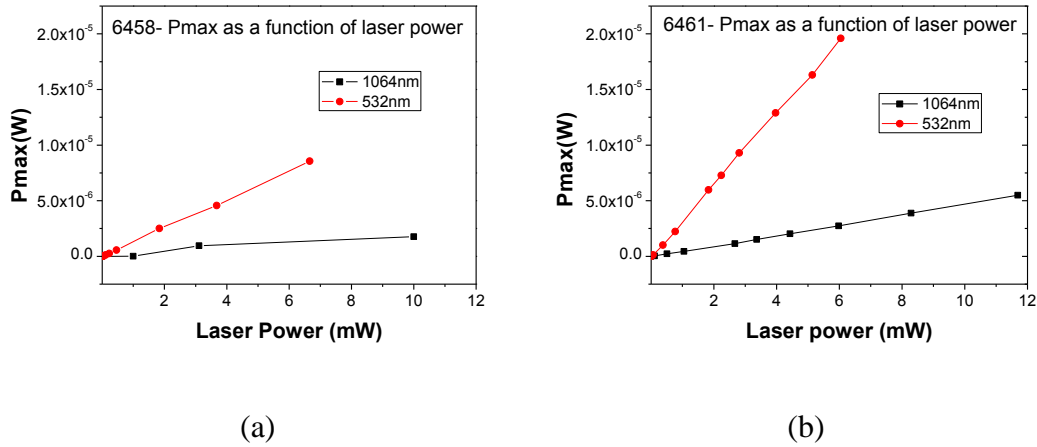 6458- Pmax as a function of laser power
2.0x10⁻⁵
1.5x10⁻⁵
1.0x10⁻⁵
5.0x10⁻⁶
0.0
Pmax(W)
1064nm
532nm
2 4 6 8 10 12
Laser Power (mW)
(a)
6461- Pmax as a function of laser power
2.0x10⁻⁵
1.5x10⁻⁵
1.0x10⁻⁵
5.0x10⁻⁶
0.0
Pmax(W)
1064nm
532nm
2 4 6 8 10 12
Laser power (mW)
(b)